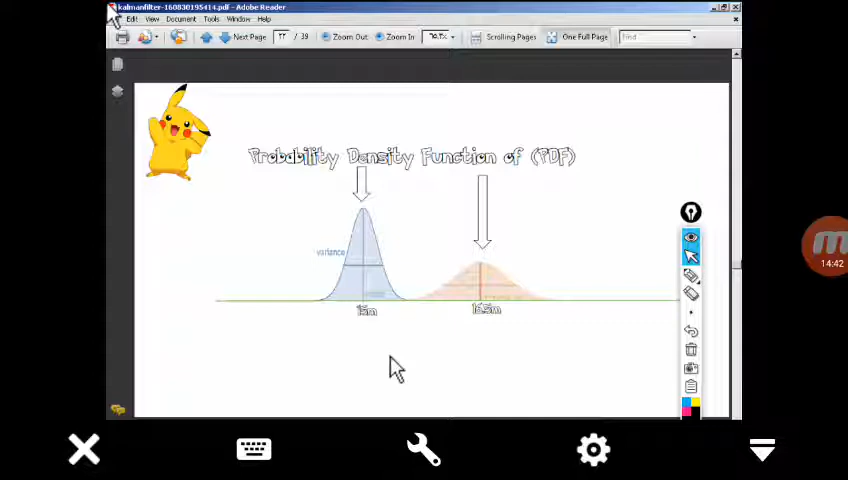 kalmanfilter-160830195414.pdf - Adobe Reader
Edit View Document Tools Window Help
Next Page ٢٢ / 39 Zoom Out Zoom In Scrolling Pages One Full Page Find
Probability Density Function of (PDF)
variance
15m
16.5m
14:42